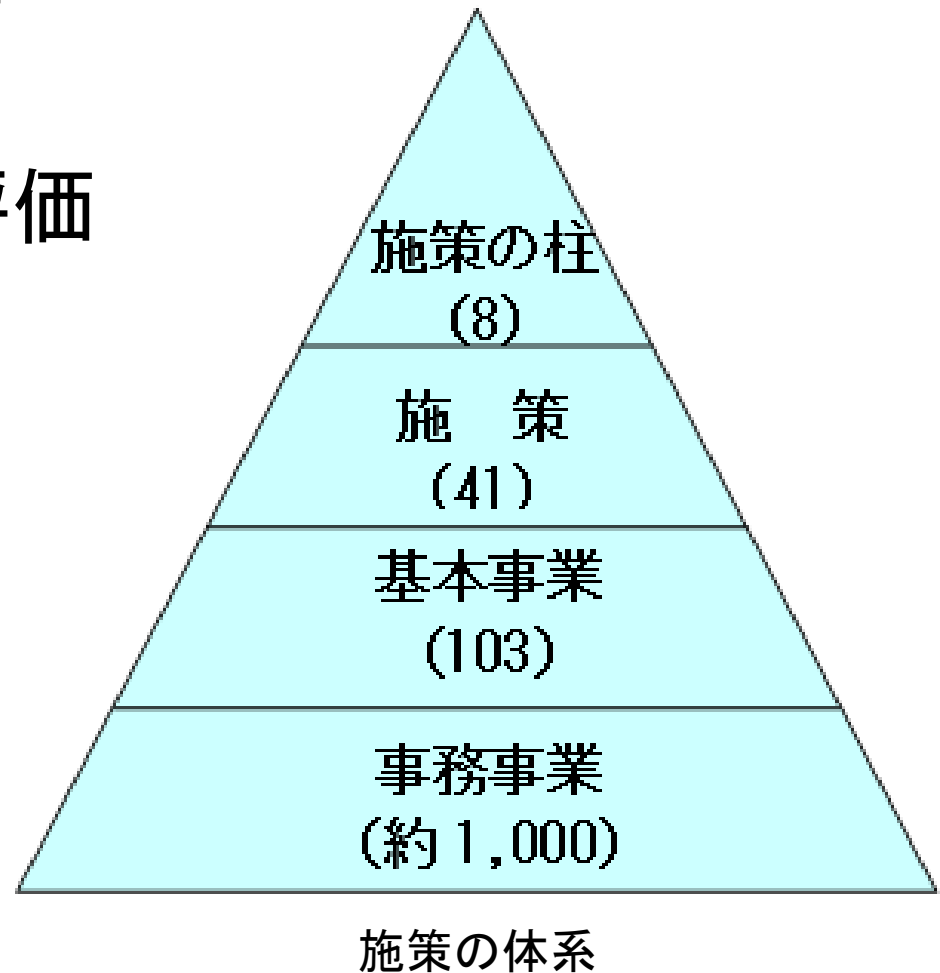 価
施策の柱
(8)
施　策
(41)
基本事業
(103)
事務事業
(約1,000)
施策の体系